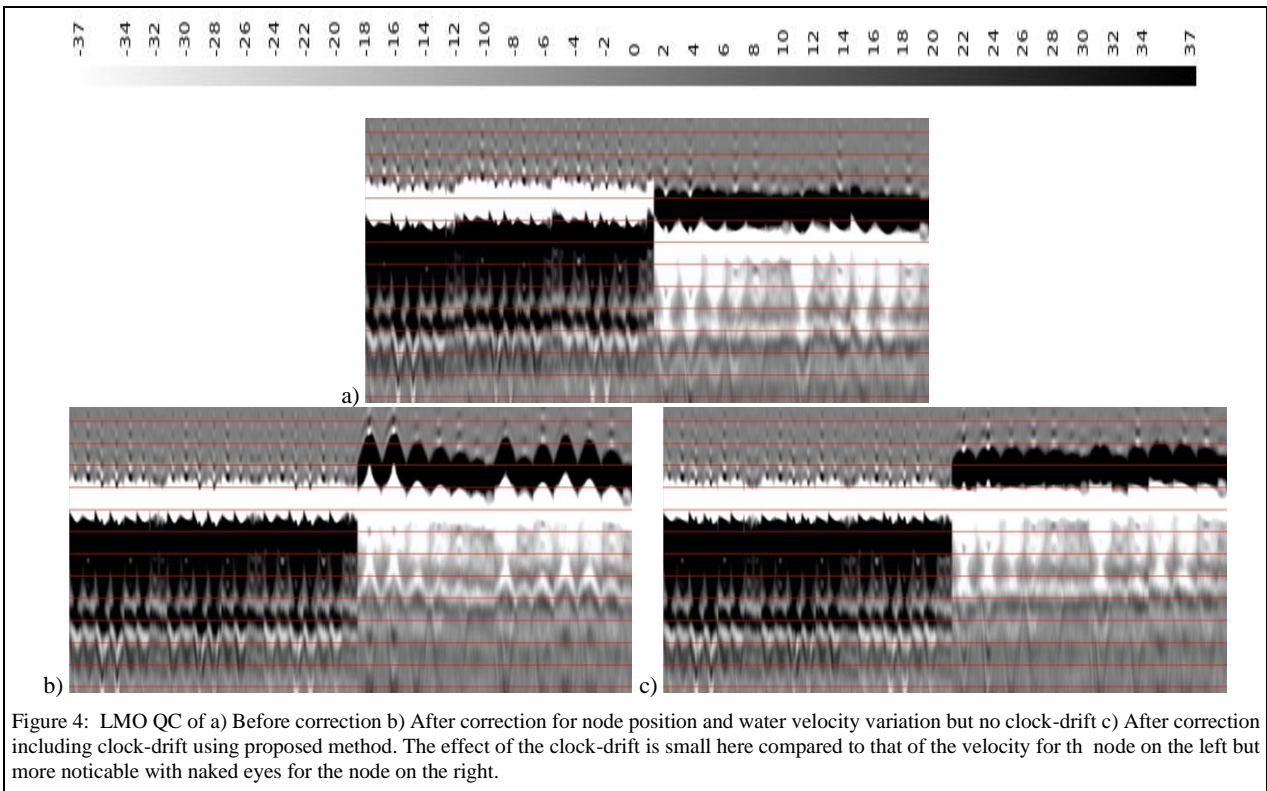 -37 -34 -32 -30 -28 -26 -24 -22 -20 -18 -16 -14 -12 -10 -8 -6 -4 -2 0 2 4 6 8 10 12 14 16 18 20 22 24 26 28 30 32 34 37
a)
b) c)
Figure 4: LMO QC of a) Before correction b) After correction for node position and water velocity variation but no clock-drift c) After correction
including clock-drift using proposed method. The effect of the clock-drift is small here compared to that of the velocity for th node on the left but
more noticable with naked eyes for the node on the right.